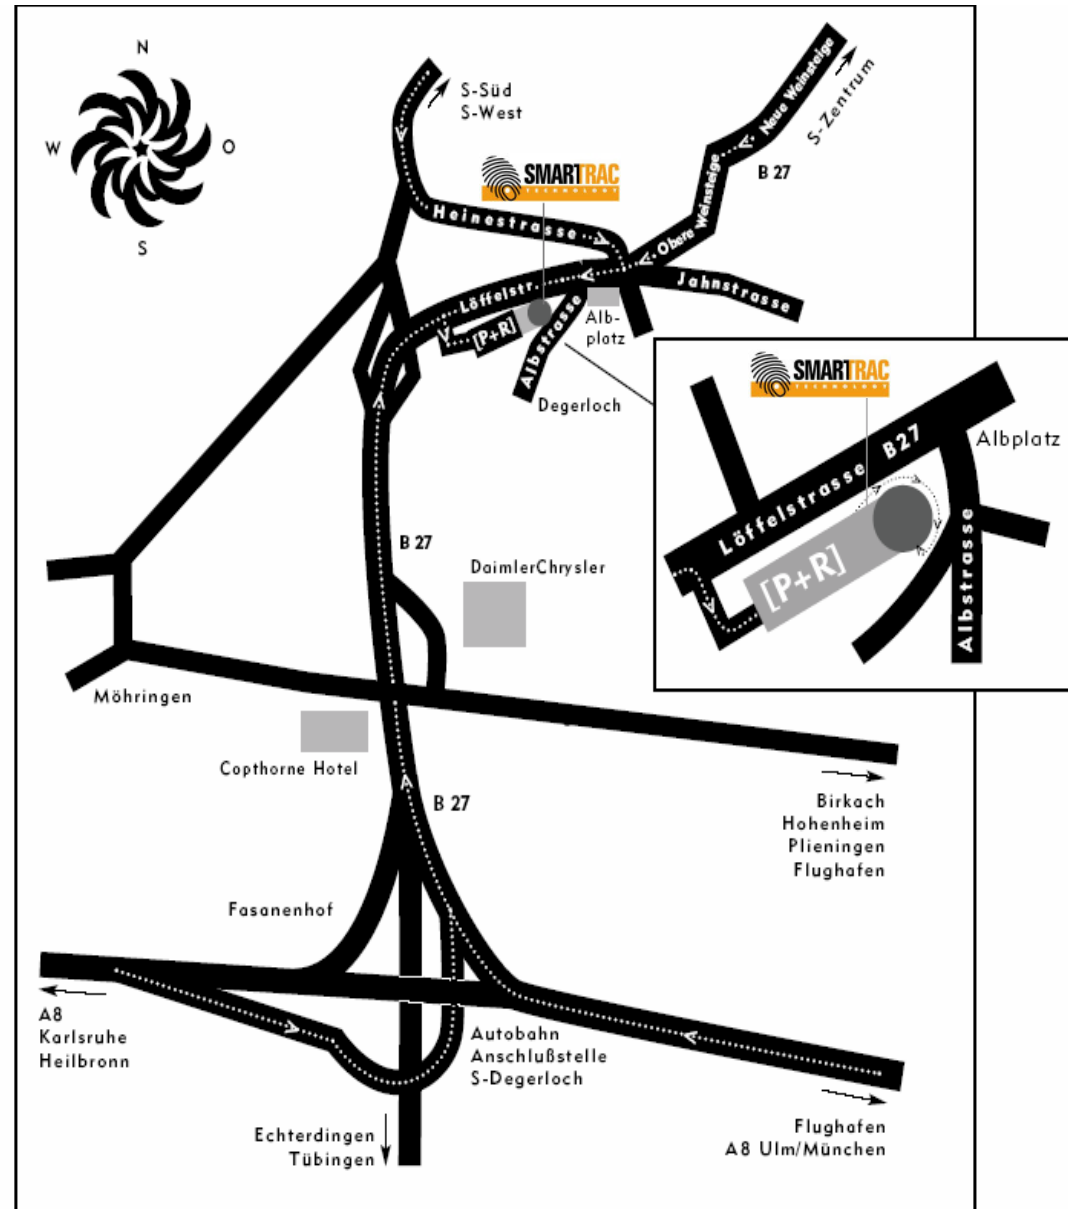 N
W
O
S
S-Süd
S-West
Neue Weinsteige
S-Zentrum
B 27
Obere Weinsteige
SMARTRAC
TECHNOLOGY
Heinestrasse
Jahnstrasse
Löffelstr.
[P+R]
Albstrasse
Alb-
platz
Degerloch
SMARTRAC
TECHNOLOGY
Albplatz
Löffelstrasse B27
[P+R]
Albstrasse
B 27
DaimlerChrysler
Möhringen
Copthorne Hotel
B 27
Birkach
Hohenheim
Plieningen
Flughafen
Fasanenhof
A8
Karlsruhe
Heilbronn
Autobahn
Anschlußstelle
S-Degerloch
Echterdingen
Tübingen
Flughafen
A8 Ulm/München